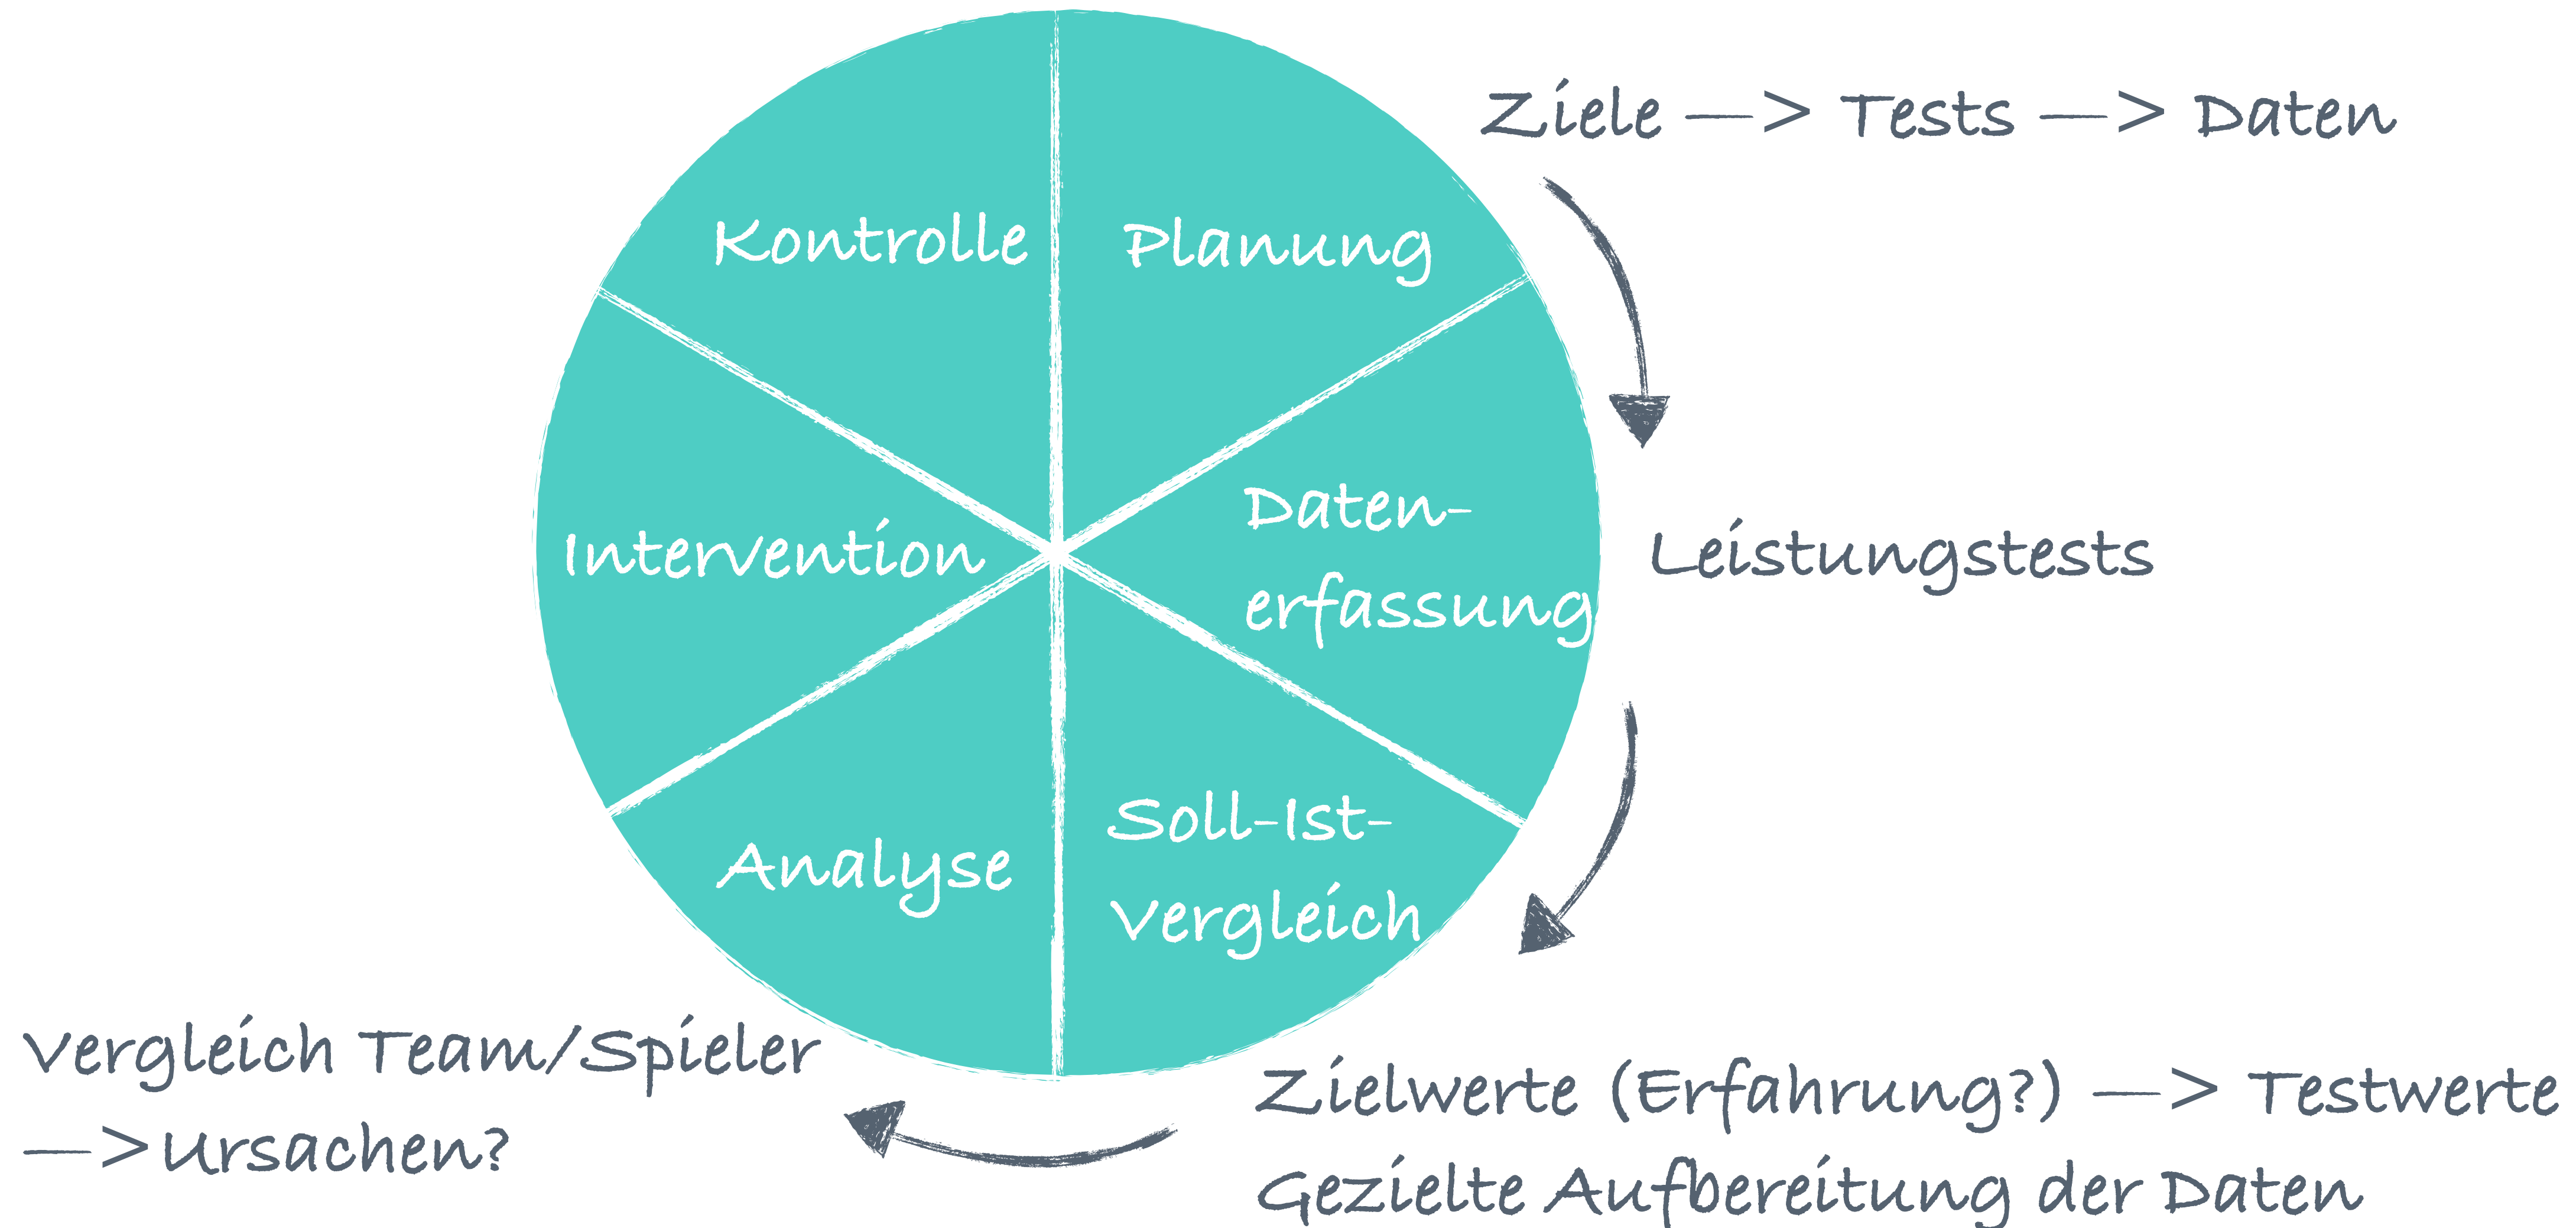 Ziele —> Tests —> Daten
Kontrolle
Planung
Intervention
Daten-
erfassung
Leistungstests
Analyse
Soll-Ist-
Vergleich
Vergleich Team/Spieler
—>Ursachen?
Zielwerte (Erfahrung?) —> Testwerte
Gezielte Aufbereitung der Daten